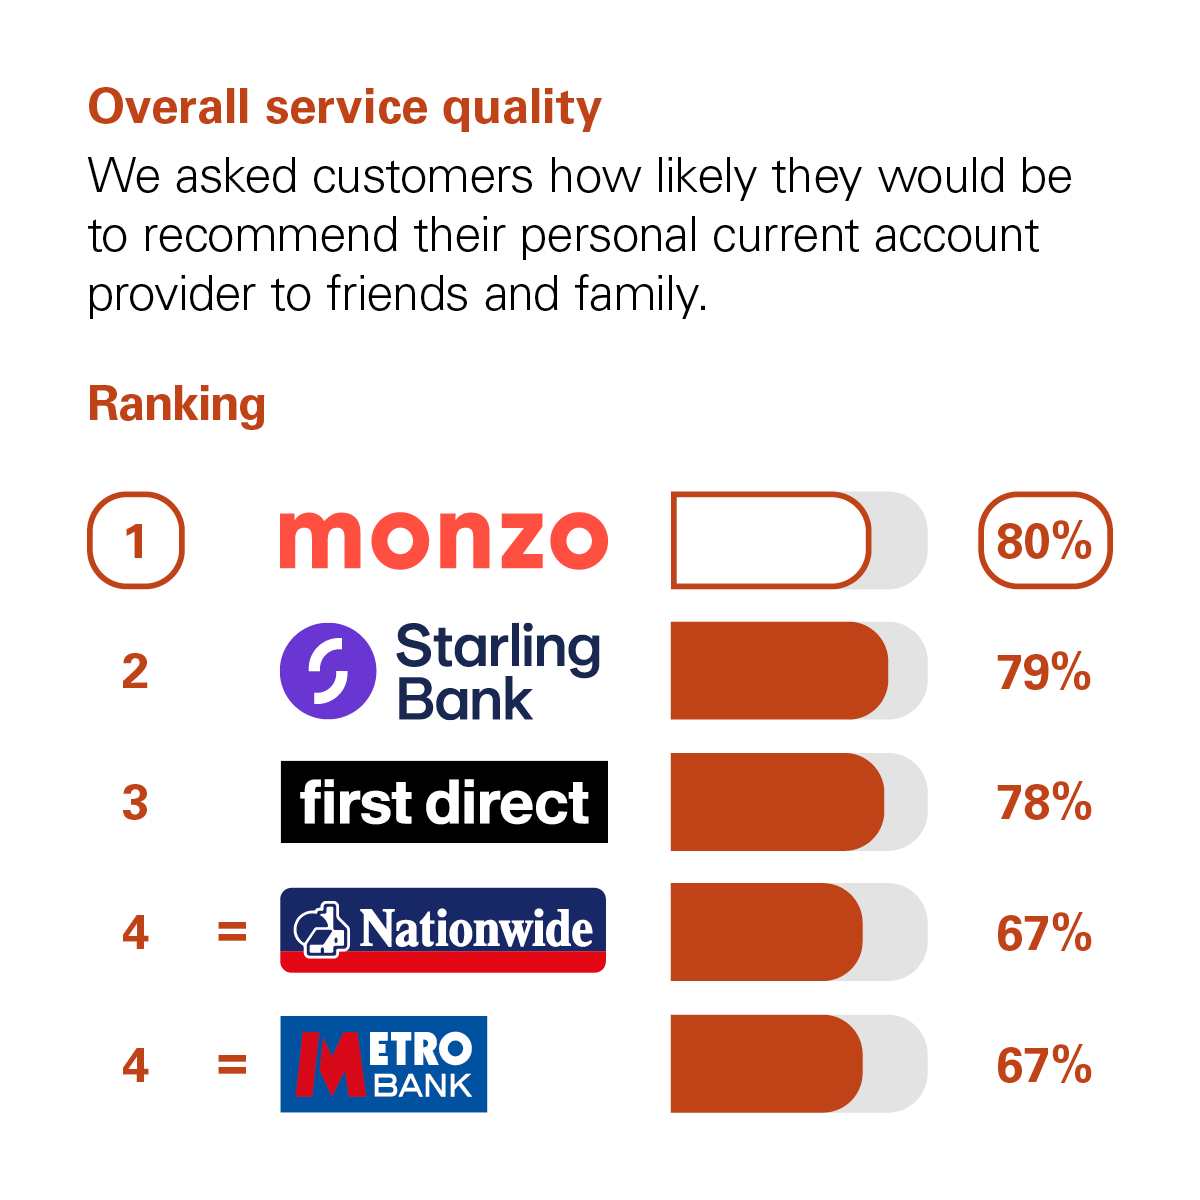 Overall service quality
We asked customers how likely they would be
to recommend their personal current account
provider to friends and family.
Ranking
1 monzo 80%
2 Starling Bank 79%
3 first direct 78%
4 = Nationwide 67%
4 = METRO BANK 67%